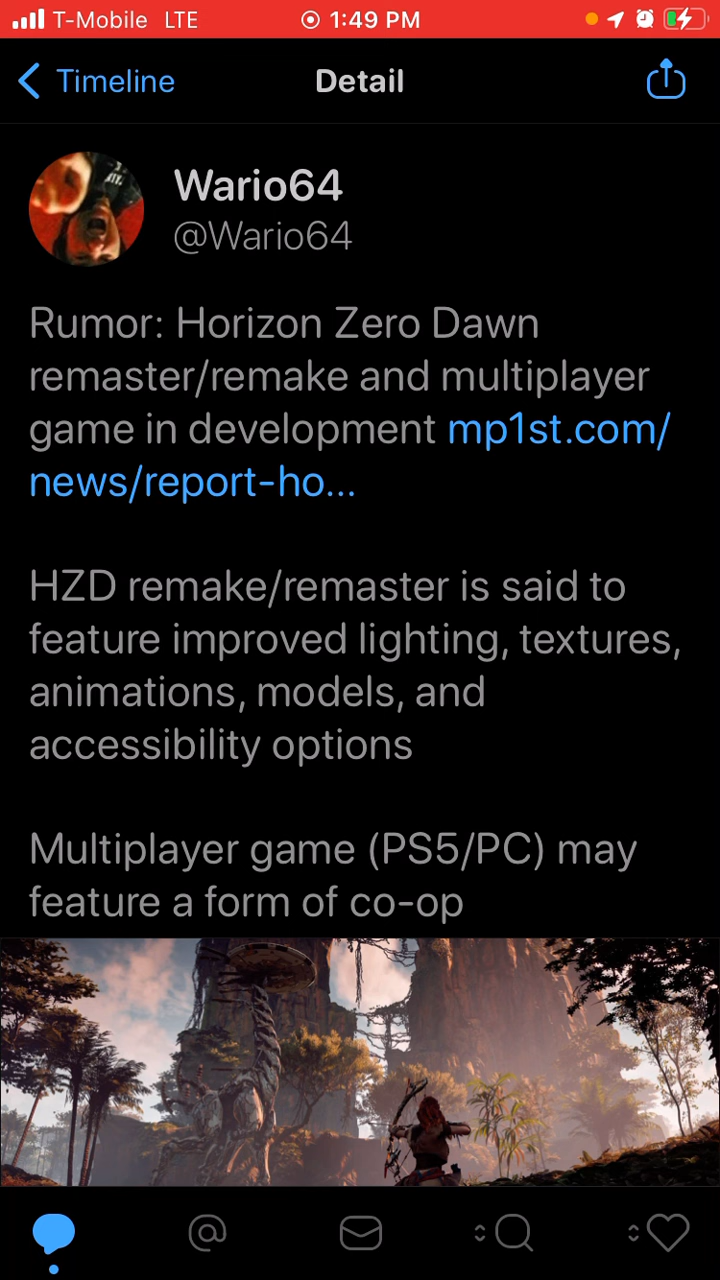 T-Mobile LTE 1:49 PM
Timeline Detail
Wario64
@Wario64
Rumor: Horizon Zero Dawn
remaster/remake and multiplayer
game in development mp1st.com/
news/report-ho...
HZD remake/remaster is said to
feature improved lighting, textures,
animations, models, and
accessibility options
Multiplayer game (PS5/PC) may
feature a form of co-op